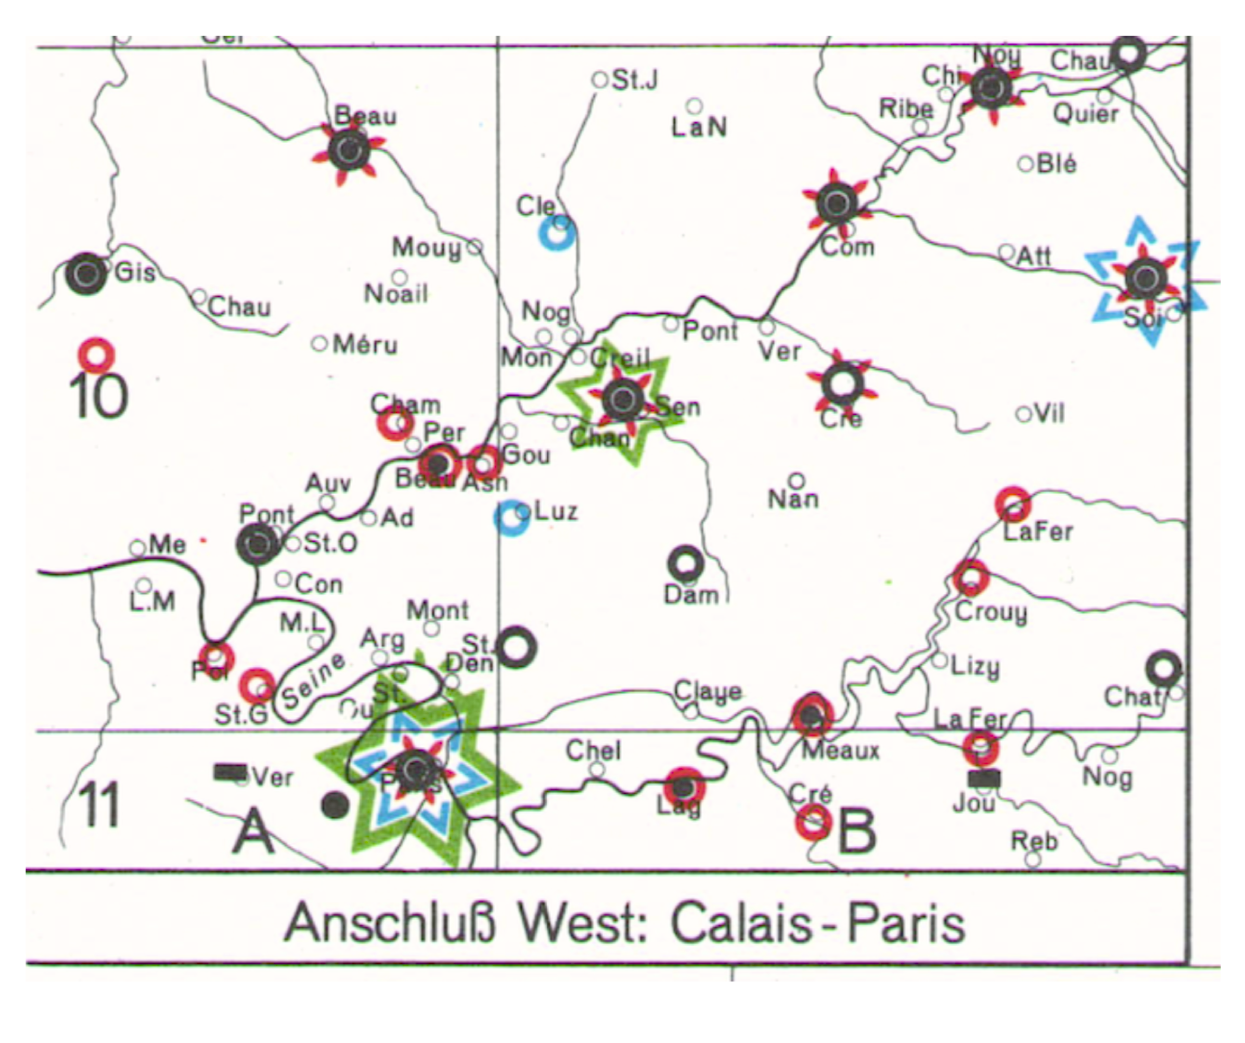 Noy
Chau
St.J
Chi
Beau
LaN
Ribe
Quier
Blé
Cle
Com
Mouy
Att
Gis
Noail
Chau
Nog
Soi
Pont
Méru
Mon
Creil
Ver
10
Cham
Sen
Cre
Vil
Per
Chan
Gou
Beau
Asn
Auv
Nan
Pont
Ad
Luz
LaFer
Me
St.O
Con
Dam
L.M
Crouy
Mont
M.L
Arg
St.
Den
Lizy
Seine
St.
Claye
Chat
St.G
La Fer
Meaux
Chel
Ver
Nog
11
Lag
Cré
Jou
A
B
Reb
Anschluß West: Calais - Paris